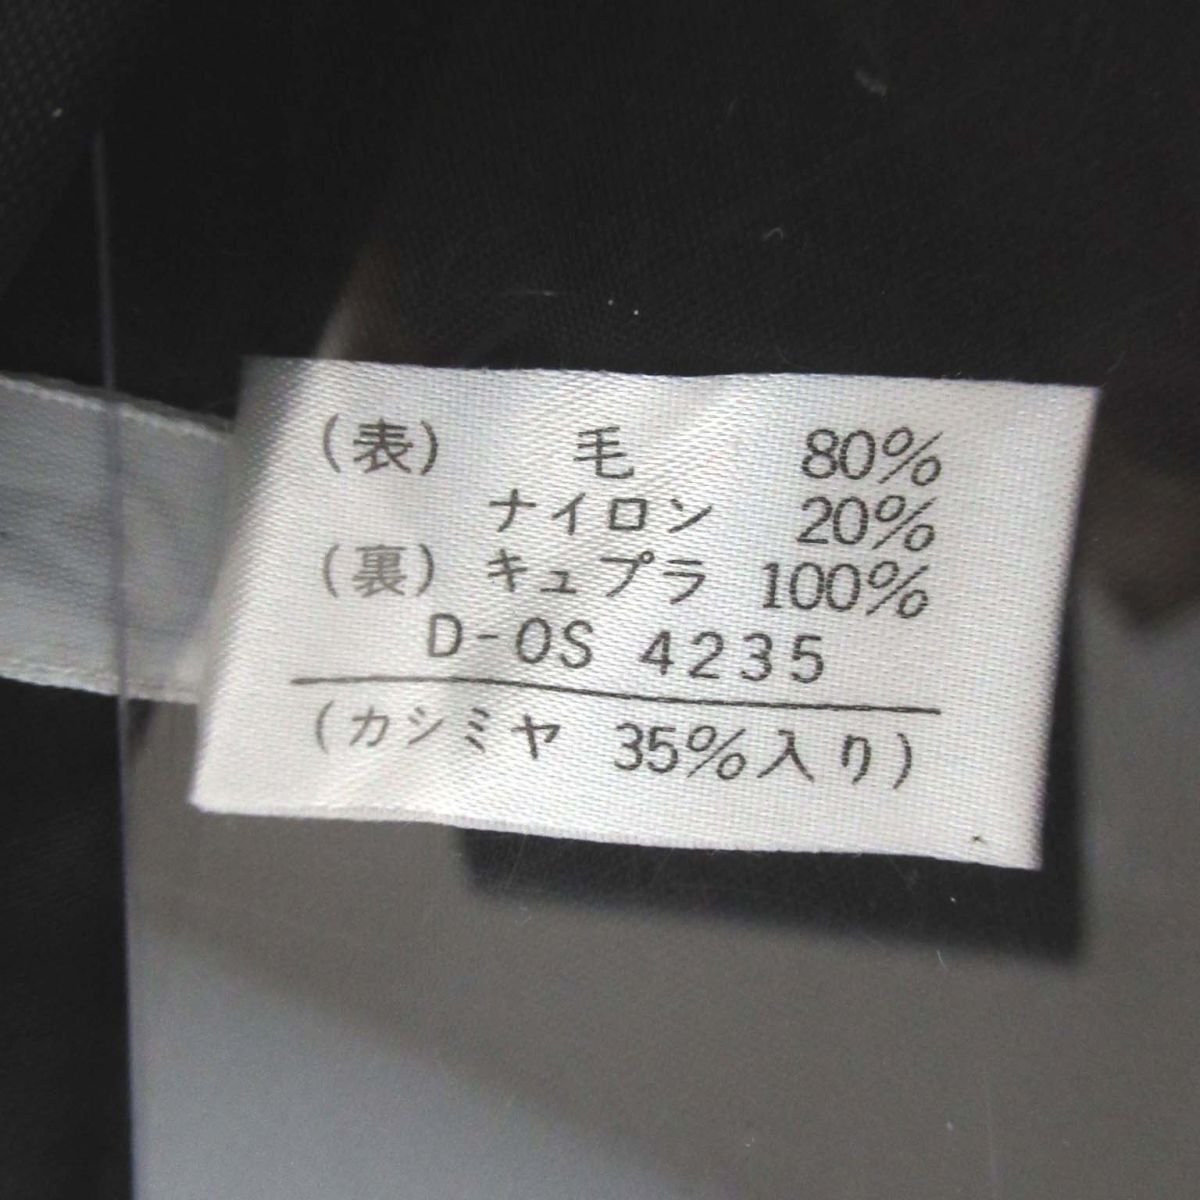 (表) 毛 80%
ナイロン 20%
(裏) キュプラ 100%
D-OS 4235
(カシミヤ 35%入り)